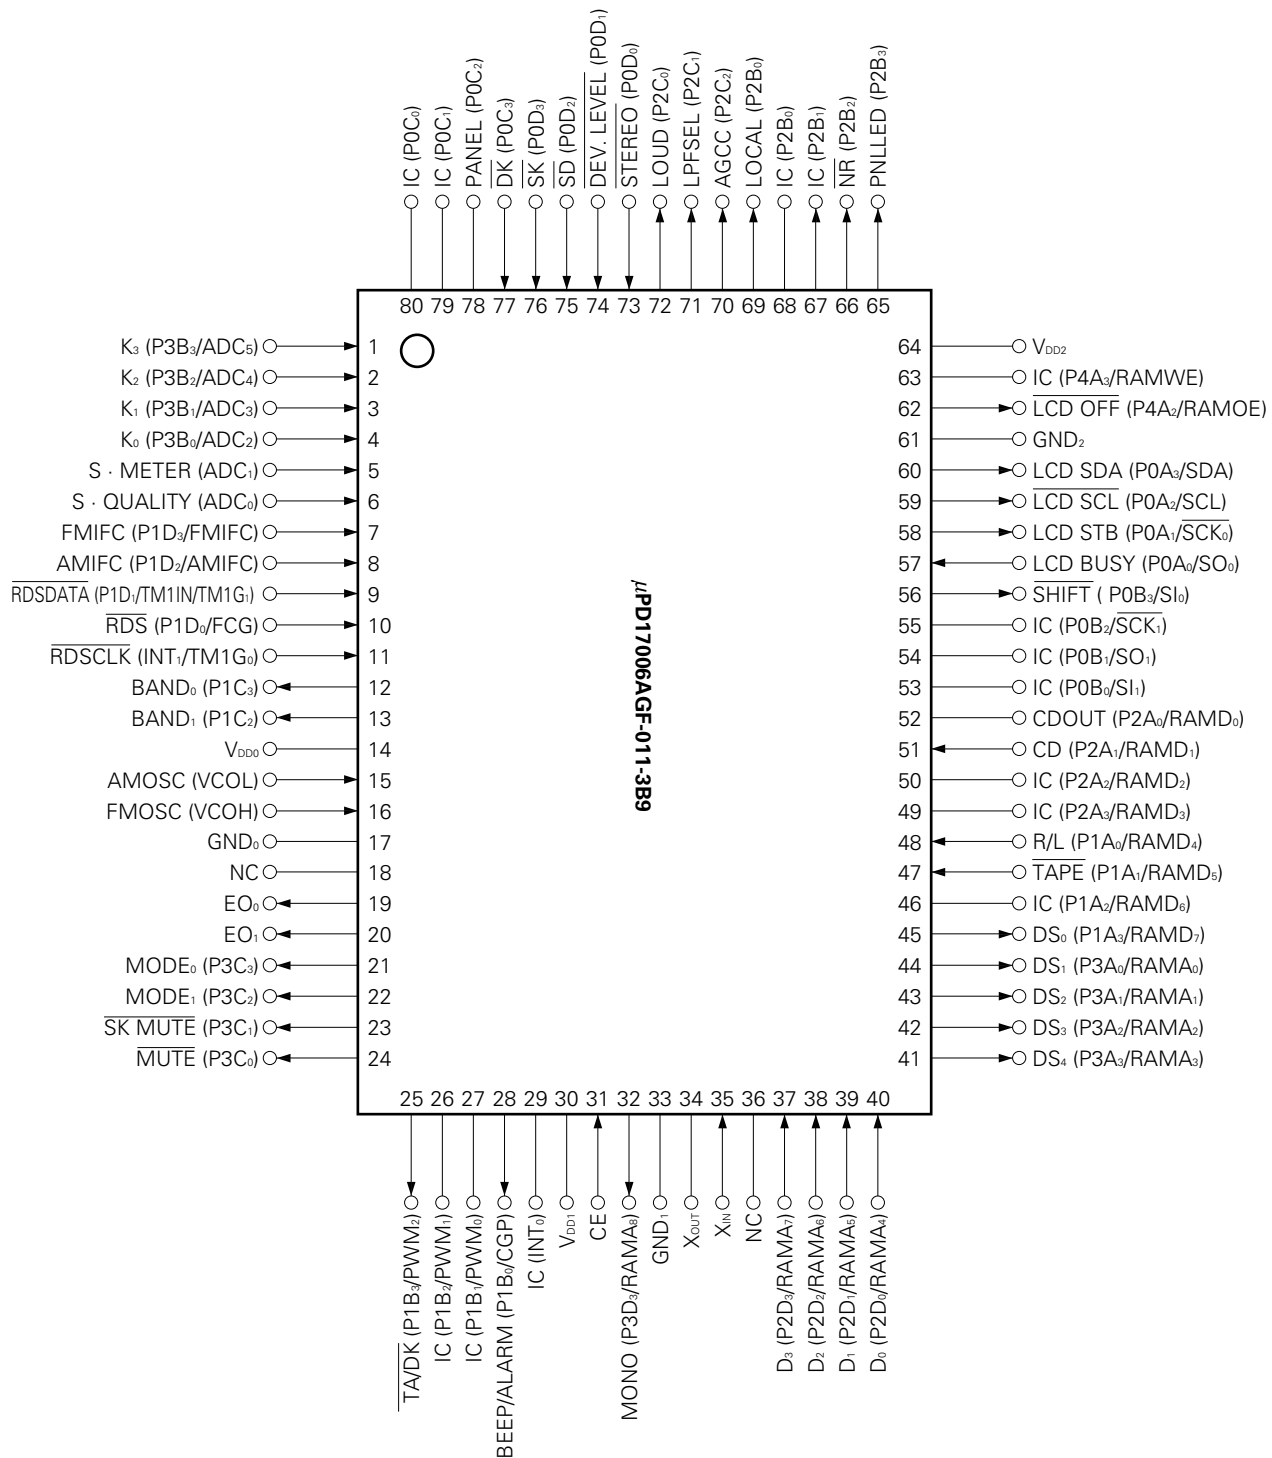 IC (P0C₀)
IC (P0C₁)
PANEL (P0C₂)
DK (P0C₃)
SK (P0D₃)
SD (P0D₂)
DEV. LEVEL (P0D₁)
STEREO (P0D₀)
LOUD (P2C₀)
LPFSEL (P2C₁)
AGCC (P2C₂)
LOCAL (P2B₀)
IC (P2B₀)
IC (P2B₁)
NR (P2B₂)
PNLLED (P2B₃)
80 79 78 77 76 75 74 73 72 71 70 69 68 67 66 65
K₃ (P3B₃/ADC₅) 1
K₂ (P3B₂/ADC₄) 2
K₁ (P3B₁/ADC₃) 3
K₀ (P3B₀/ADC₂) 4
S · METER (ADC₁) 5
S · QUALITY (ADC₀) 6
FMIFC (P1D₃/FMIFC) 7
AMIFC (P1D₂/AMIFC) 8
RDSDATA (P1D₁/TM1IN/TM1G₁) 9
RDS (P1D₀/FCG) 10
RDSCLK (INT₁/TM1G₀) 11
BAND₀ (P1C₃) 12
BAND₁ (P1C₂) 13
VDD0 14
AMOSC (VCOL) 15
FMOSC (VCOH) 16
GND₀ 17
NC 18
EO₀ 19
EO₁ 20
MODE₀ (P3C₃) 21
MODE₁ (P3C₂) 22
SK MUTE (P3C₁) 23
MUTE (P3C₀) 24
μPD17006AGF-011-3B9
64 VDD2
63 IC (P4A₃/RAMWE)
62 LCD OFF (P4A₂/RAMOE)
61 GND₂
60 LCD SDA (P0A₃/SDA)
59 LCD SCL (P0A₂/SCL)
58 LCD STB (P0A₁/SCK₀)
57 LCD BUSY (P0A₀/SO₀)
56 SHIFT ( P0B₃/SI₀)
55 IC (P0B₂/SCK₁)
54 IC (P0B₁/SO₁)
53 IC (P0B₀/SI₁)
52 CDOUT (P2A₀/RAMD₀)
51 CD (P2A₁/RAMD₁)
50 IC (P2A₂/RAMD₂)
49 IC (P2A₃/RAMD₃)
48 R/L (P1A₀/RAMD₄)
47 TAPE (P1A₁/RAMD₅)
46 IC (P1A₂/RAMD₆)
45 DS₀ (P1A₃/RAMD₇)
44 DS₁ (P3A₀/RAMA₀)
43 DS₂ (P3A₁/RAMA₁)
42 DS₃ (P3A₂/RAMA₂)
41 DS₄ (P3A₃/RAMA₃)
25 26 27 28 29 30 31 32 33 34 35 36 37 38 39 40
TA/DK (P1B₃/PWM₂)
IC (P1B₂/PWM₁)
IC (P1B₁/PWM₀)
BEEP/ALARM (P1B₀/CGP)
IC (INT₀)
VDD1
CE
MONO (P3D₃/RAMA₈)
GND₁
XOUT
XIN
NC
D₃ (P2D₃/RAMA₇)
D₂ (P2D₂/RAMA₆)
D₁ (P2D₁/RAMA₅)
D₀ (P2D₀/RAMA₄)